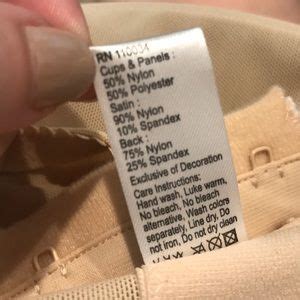 RN 110034
Cups & Panels :
50% Nylon
50% Polyester
Satin :
90% Nylon
10% Spandex
Back :
75% Nylon
25% Spandex
Exclusive of Decoration
Care Instructions:
Hand wash, Luke warm,
No bleach, No bleach
alternative. Wash colors
separately, Line dry, Do
not iron, Do not dry clean